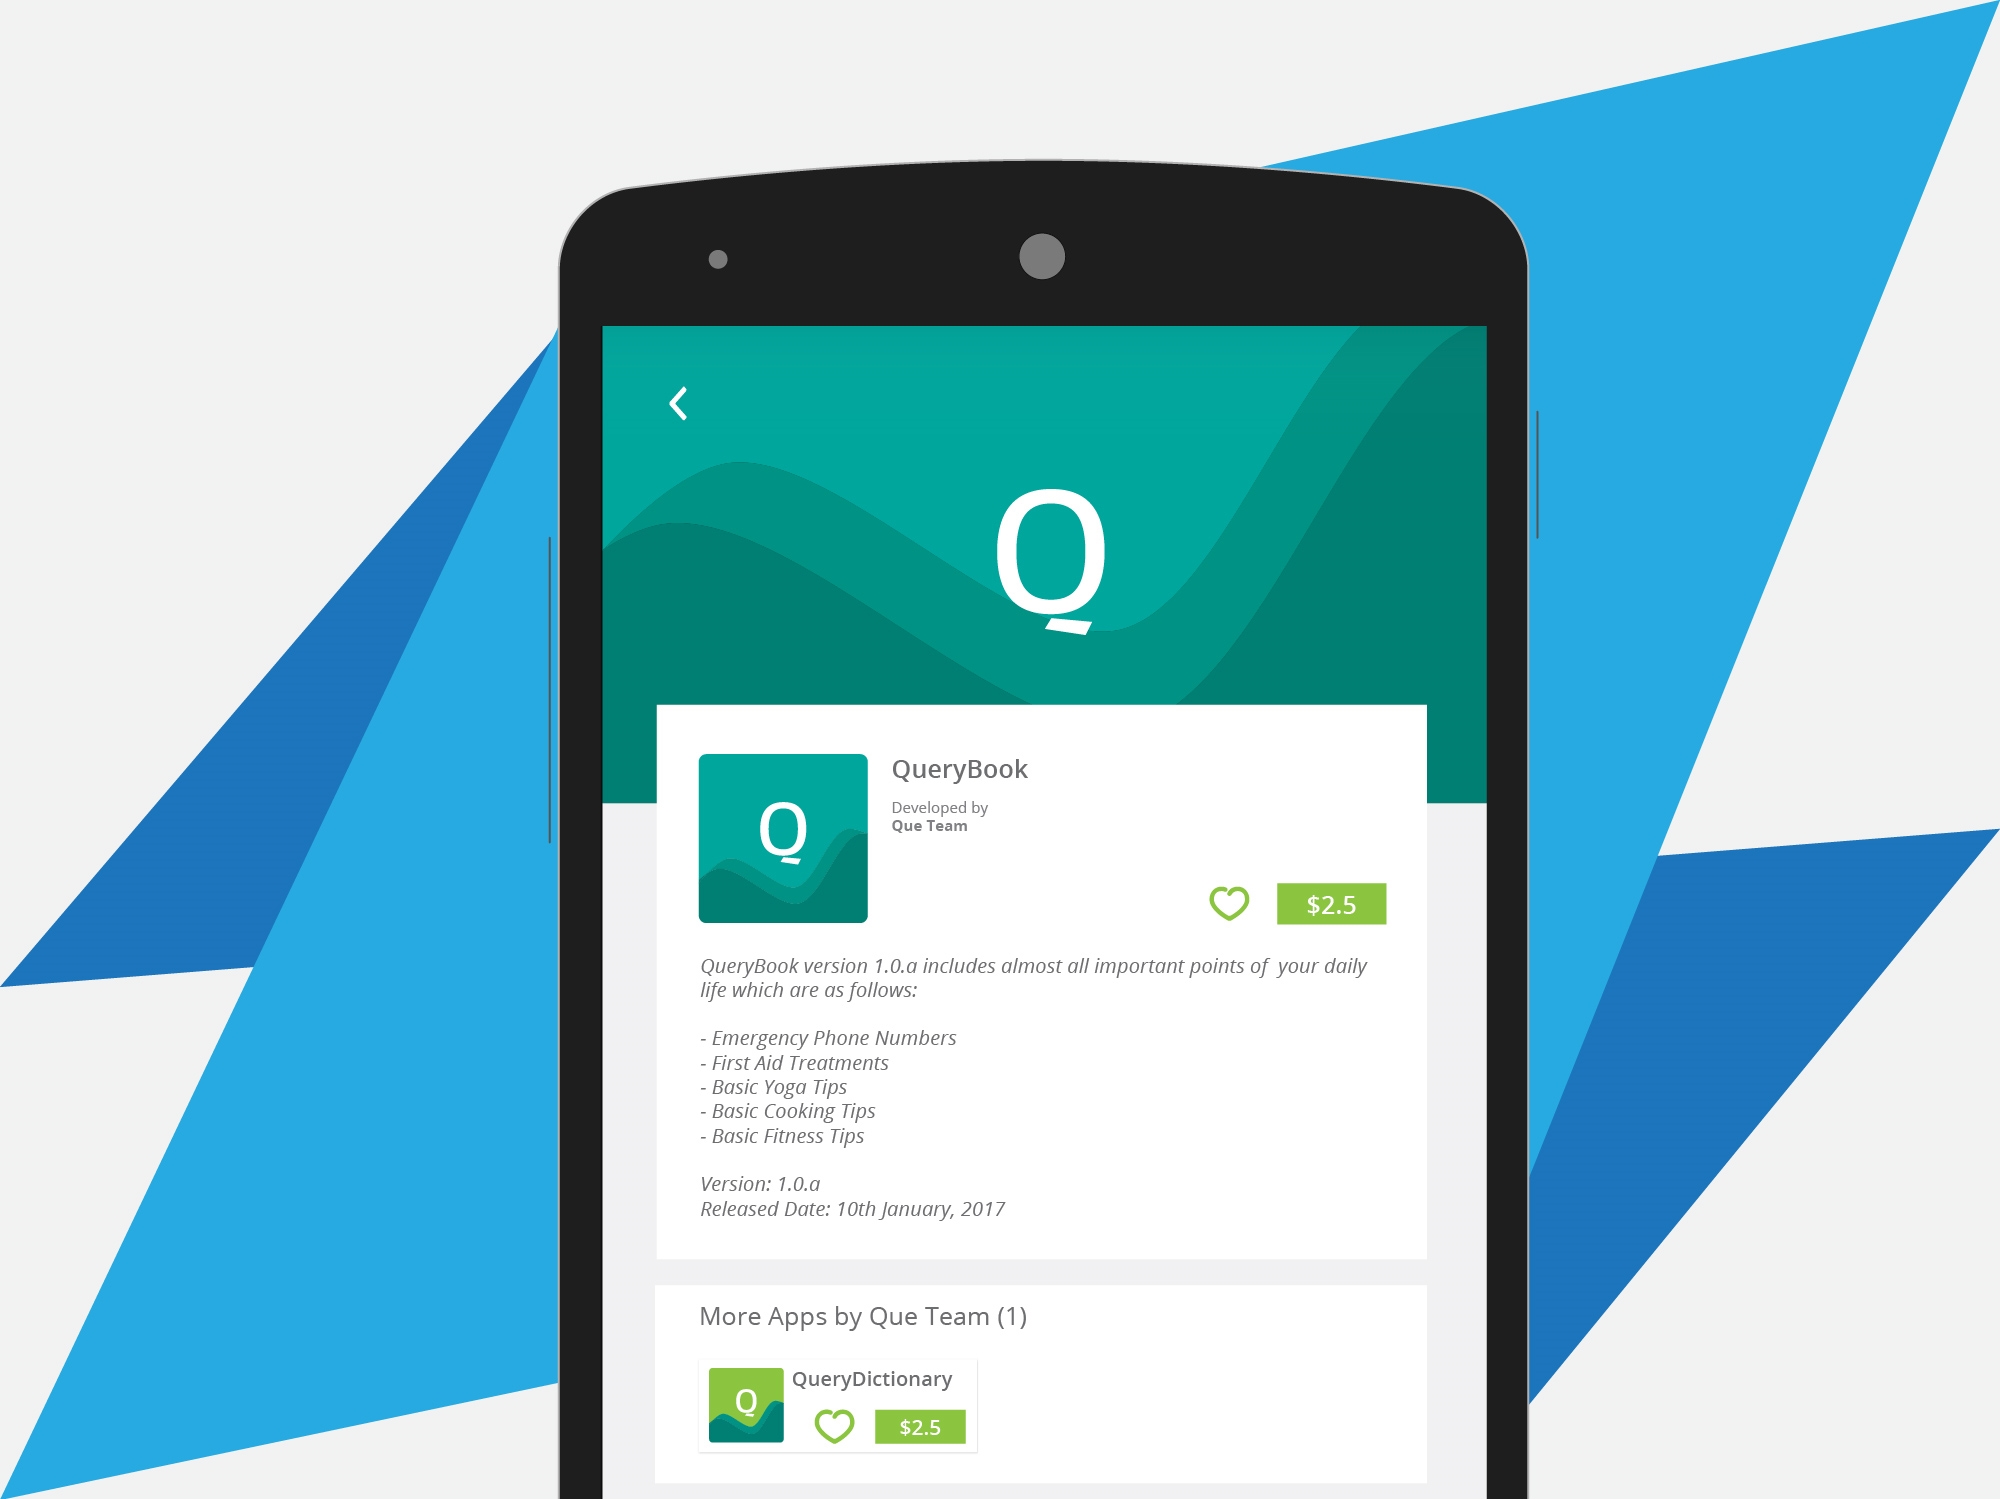 Q
Q
QueryBook
Developed by
Que Team
$2.5
QueryBook version 1.0.a includes almost all important points of  your daily
life which are as follows:
- Emergency Phone Numbers
- First Aid Treatments
- Basic Yoga Tips
- Basic Cooking Tips
- Basic Fitness Tips
Version: 1.0.a
Released Date: 10th January, 2017
More Apps by Que Team (1)
Q
QueryDictionary
$2.5